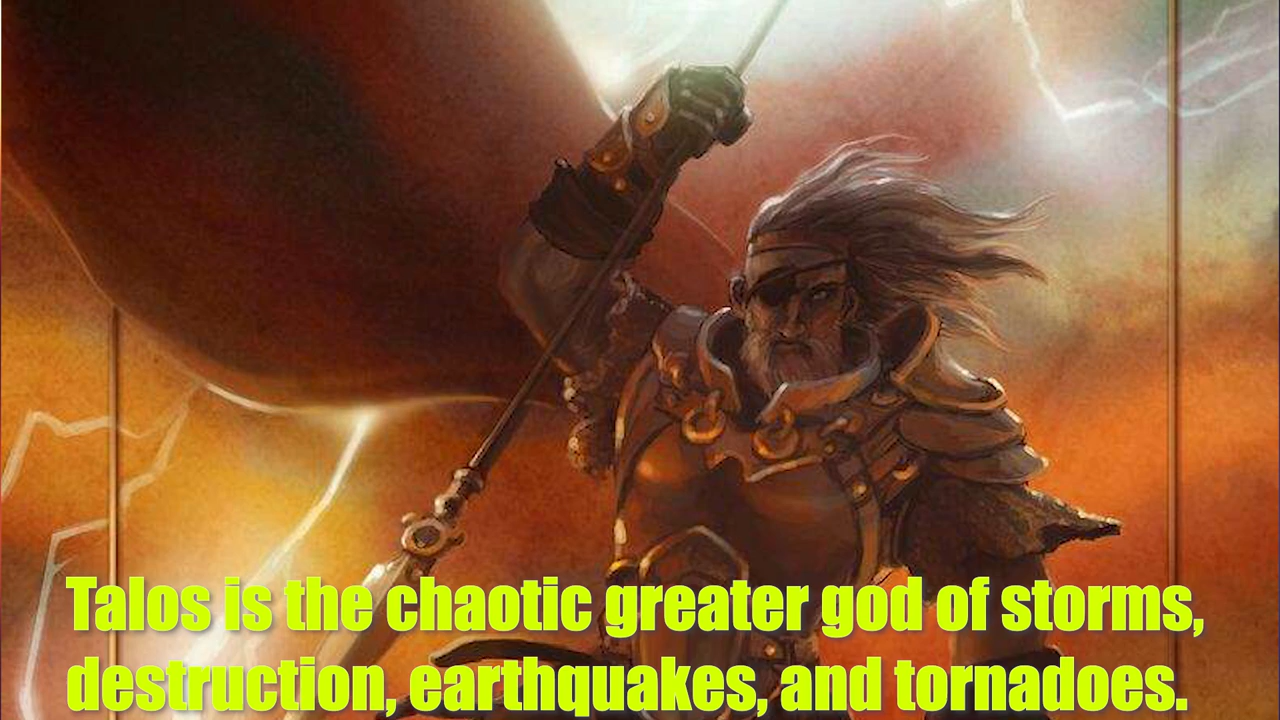 Talos is the chaotic greater god of storms,
destruction, earthquakes, and tornadoes.